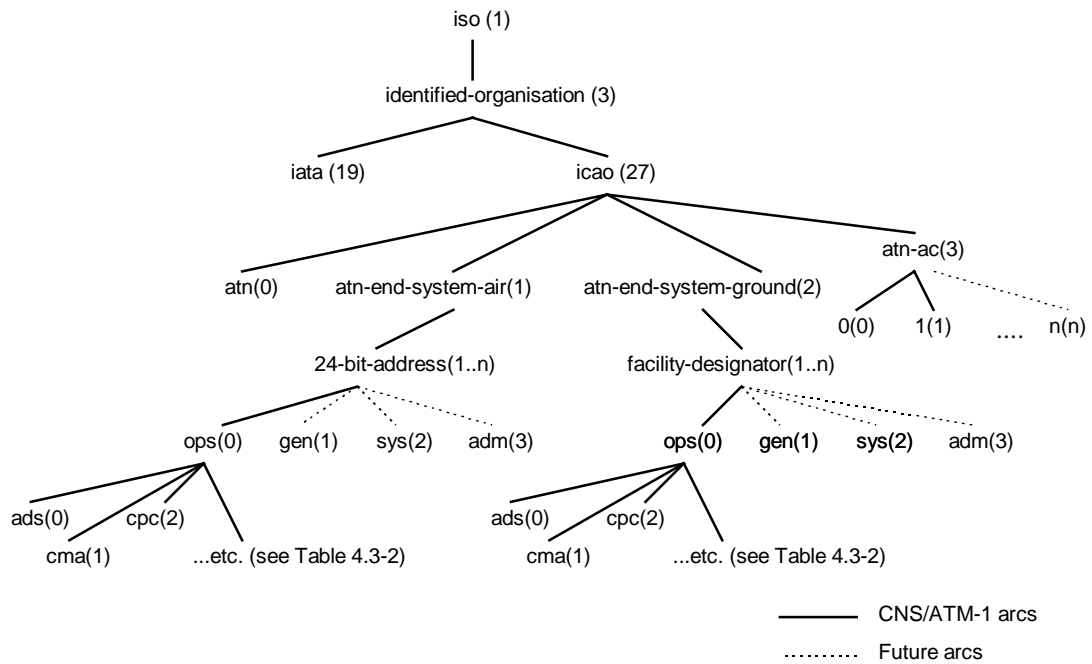 iso (1)
identified-organisation (3)
iata (19) icao (27)
atn-ac(3)
atn(0) atn-end-system-air(1) atn-end-system-ground(2)
0(0) 1(1) .... n(n)
24-bit-address(1..n) facility-designator(1..n)
ops(0) gen(1) sys(2) adm(3) ops(0) gen(1) sys(2) adm(3)
ads(0) cpc(2) ads(0) cpc(2)
cma(1) ...etc. (see Table 4.3-2) cma(1) ...etc. (see Table 4.3-2)
CNS/ATM-1 arcs
Future arcs